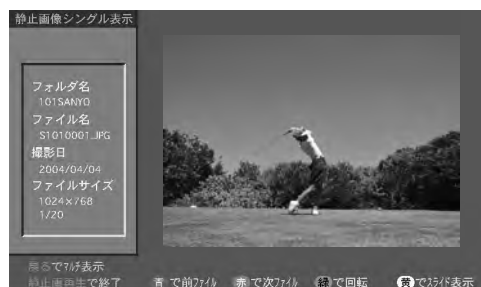 静止画像シングル表示
フォルダ名
101SANYO
ファイル名
S1010001.JPG
撮影日
2004/04/04
ファイルサイズ
1024×768
1/20
戻るでﾏﾙﾁ表示
静止画再生で終了 青で前ﾌｧｲﾙ 赤で次ﾌｧｲﾙ 緑で回転 黄でｽﾗｲﾄﾞ表示